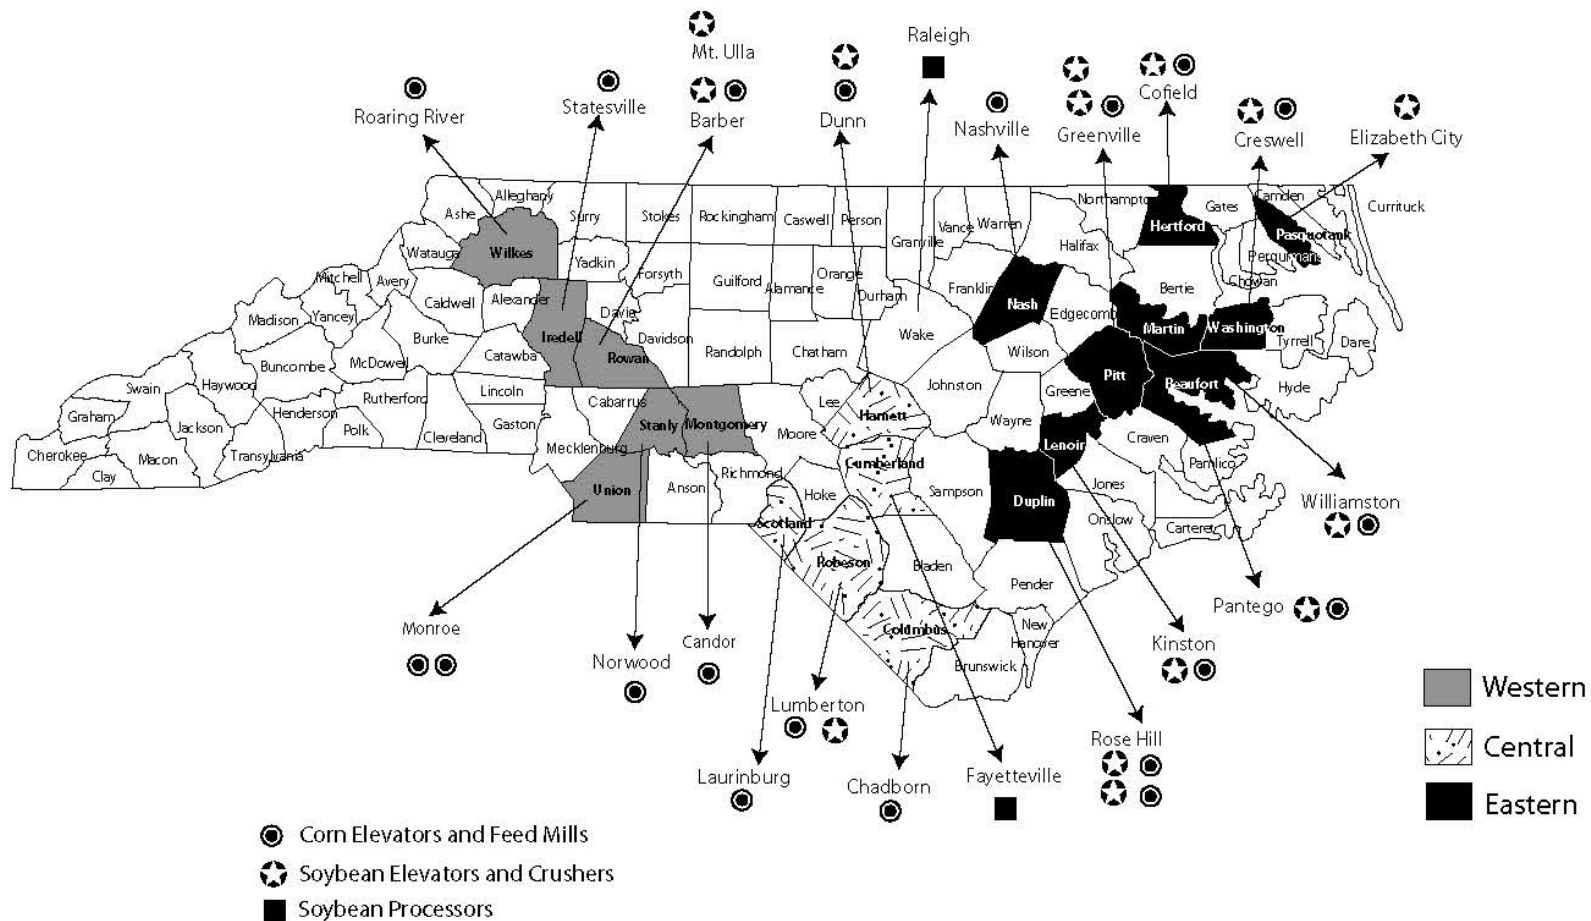 Mt. Ulla
Raleigh
Roaring River
Statesville
Barber
Dunn
Nashville
Greenville
Cofield
Creswell
Elizabeth City
Alleghany
Ashe
Surry
Stokes
Rockingham
Caswell
Person
Granville
Vance
Warren
Northampton
Hertford
Gates
Camden
Currituck
Watauga
Wilkes
Yadkin
Forsyth
Guilford
Alamance
Orange
Durham
Franklin
Halifax
Bertie
Chowan
Perquimans
Pasquotank
Mitchell
Avery
Caldwell
Alexander
Davie
Iredell
Rowan
Davidson
Randolph
Chatham
Wake
Nash
Edgecomb
Martin
Washington
Tyrrell
Dare
Madison
Yancey
Burke
McDowell
Catawba
Buncombe
Haywood
Swain
Graham
Cherokee
Clay
Macon
Jackson
Transylvania
Henderson
Polk
Rutherford
Cleveland
Lincoln
Gaston
Cabarrus
Mecklenburg
Stanly
Montgomery
Union
Anson
Richmond
Moore
Lee
Harnett
Johnston
Wilson
Wayne
Greene
Pitt
Beaufort
Hyde
Lenoir
Craven
Pamlico
Cumberland
Hoke
Scotland
Robeson
Sampson
Duplin
Jones
Onslow
Carteret
Bladen
Pender
Columbus
New
Hanover
Brunswick
Williamston
Pantego
Kinston
Monroe
Norwood
Candor
Lumberton
Laurinburg
Chadborn
Fayetteville
Rose Hill
Western
Central
Eastern
Corn Elevators and Feed Mills
Soybean Elevators and Crushers
Soybean Processors